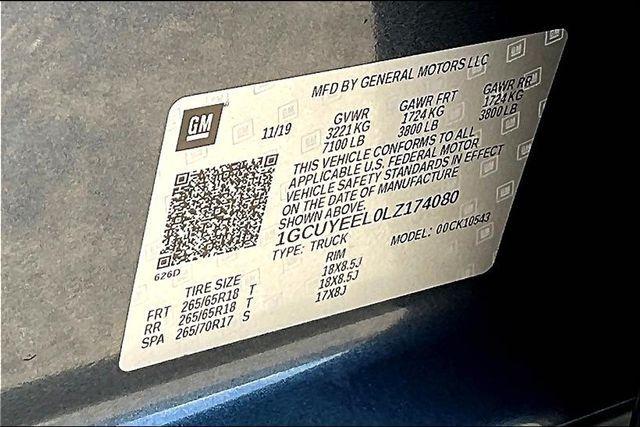 GM
MFD BY GENERAL MOTORS LLC
11/19
GVWR GAWR FRT GAWR RR
3221 KG 1724 KG 1724 KG
7100 LB 3800 LB 3800 LB
THIS VEHICLE CONFORMS TO ALL
APPLICABLE U.S. FEDERAL MOTOR
VEHICLE SAFETY STANDARDS IN EFFECT
ON THE DATE OF MANUFACTURE
SHOWN ABOVE
1GCUYEEL0LZ174080
TYPE: TRUCK MODEL: 00CK10543
626D
TIRE SIZE RIM
FRT 265/65R18 T 18X8.5J
RR 265/65R18 T 18X8.5J
SPA 265/70R17 S 17X8J